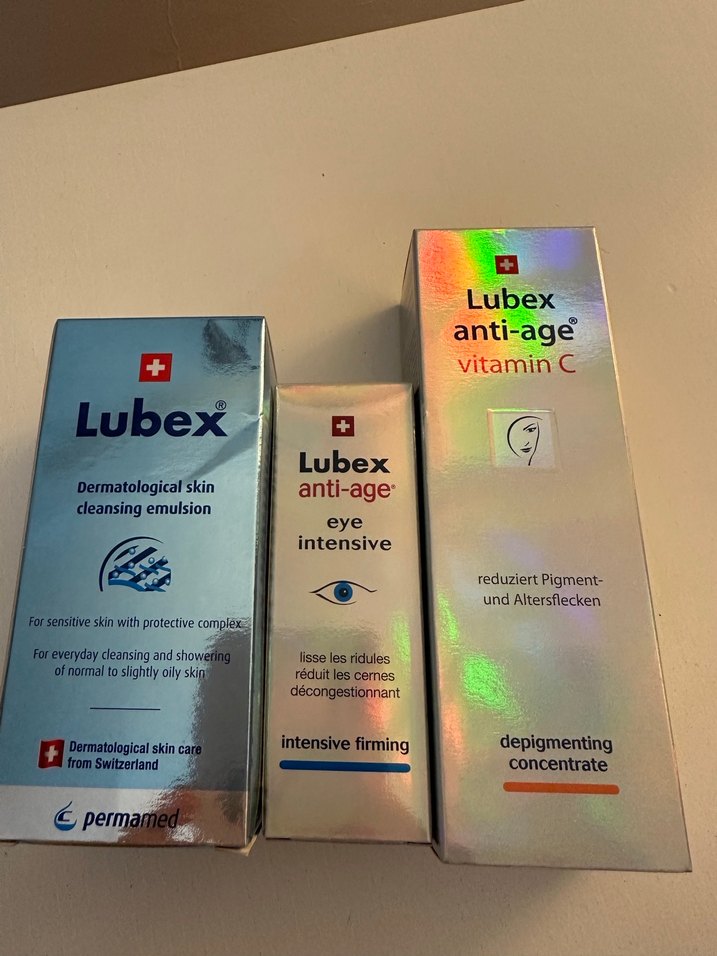 Lubex®
Dermatological skin
cleansing emulsion
For sensitive skin with protective complex
For everyday cleansing and showering
of normal to slightly oily skin
Dermatological skin care
from Switzerland
permamed
Lubex
anti-age®
eye
intensive
lisse les ridules
réduit les cernes
décongestionnant
intensive firming
Lubex
anti-age®
vitamin C
reduziert Pigment-
und Altersflecken
depigmenting
concentrate